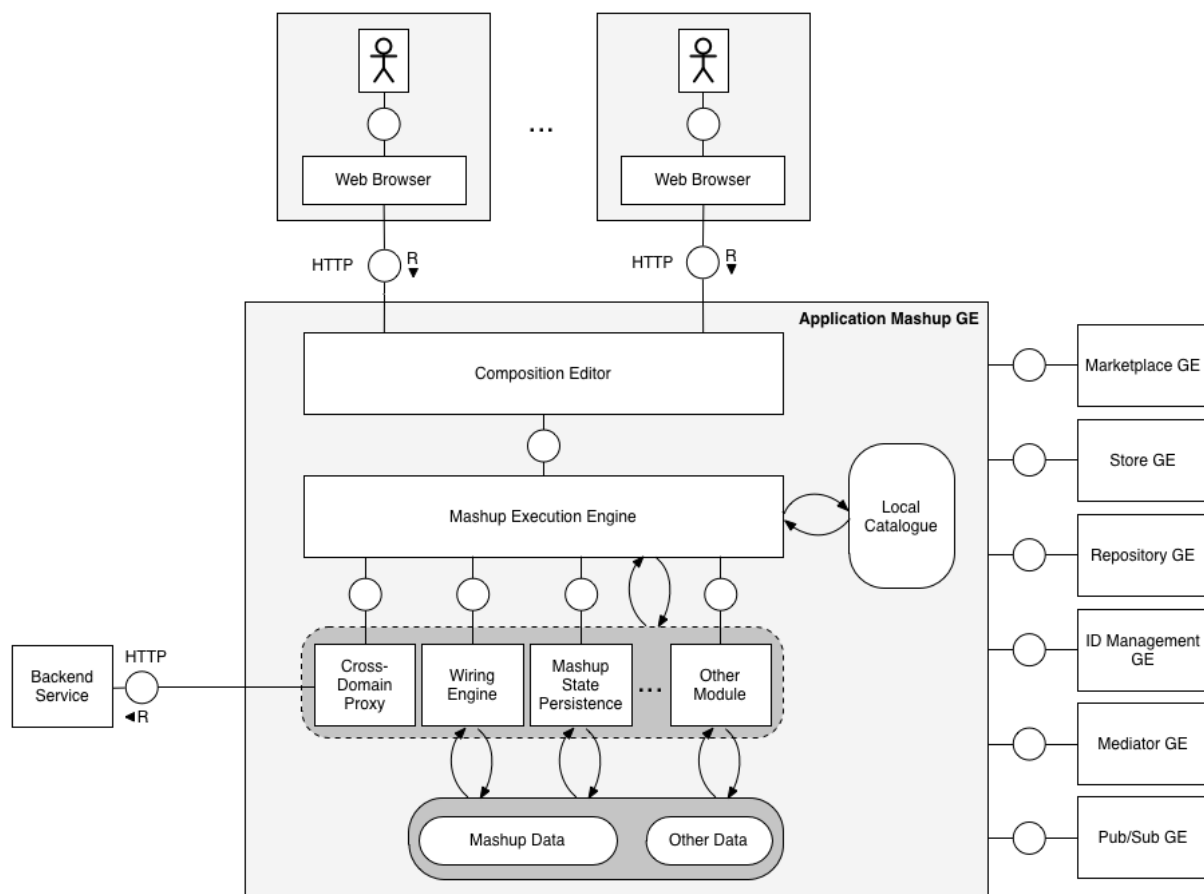 ...
Web Browser
Web Browser
HTTP
R
HTTP
R
Application Mashup GE
Composition Editor
Marketplace GE
Store GE
Mashup Execution Engine
Local
Catalogue
Repository GE
ID Management
GE
Backend
Service
HTTP
R
Cross-
Domain
Proxy
Wiring
Engine
Mashup
State
Persistence
...
Other
Module
Mediator GE
Mashup Data
Other Data
Pub/Sub GE